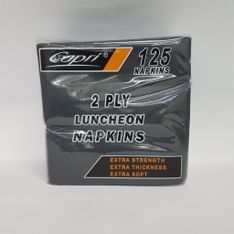 Capri®
125
NAPKINS
2 PLY
LUNCHEON
NAPKINS
EXTRA STRENGTH
EXTRA THICKNESS
EXTRA SOFT